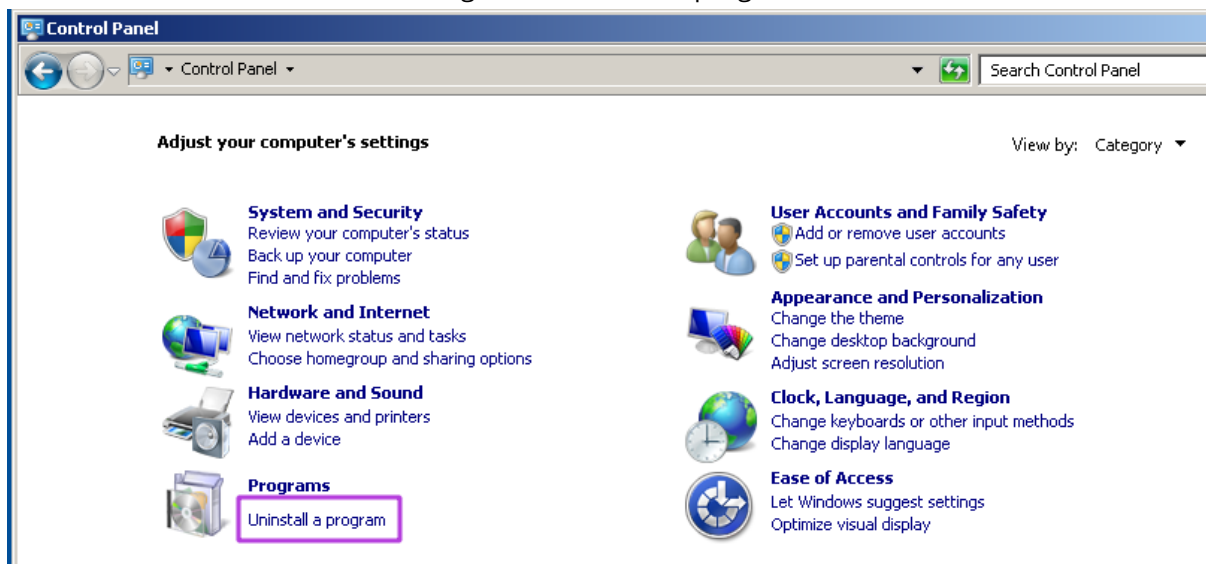 Control Panel
Control Panel
Search Control Panel
Adjust your computer's settings
View by: Category
System and Security
Review your computer's status
Back up your computer
Find and fix problems
Network and Internet
View network status and tasks
Choose homegroup and sharing options
Hardware and Sound
View devices and printers
Add a device
Programs
Uninstall a program
User Accounts and Family Safety
Add or remove user accounts
Set up parental controls for any user
Appearance and Personalization
Change the theme
Change desktop background
Adjust screen resolution
Clock, Language, and Region
Change keyboards or other input methods
Change display language
Ease of Access
Let Windows suggest settings
Optimize visual display